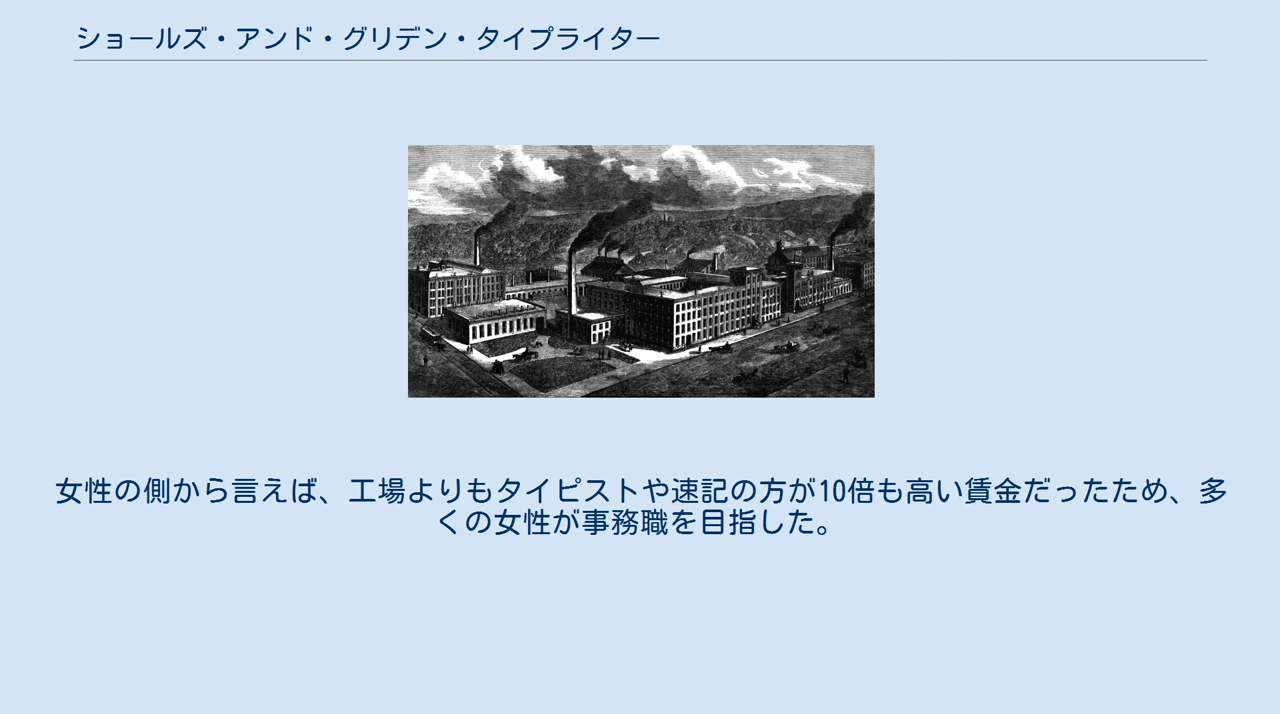 ショールズ・アンド・グリデン・タイプライター
女性の側から言えば、工場よりもタイピストや速記の方が10倍も高い賃金だったため、多
くの女性が事務職を目指した。